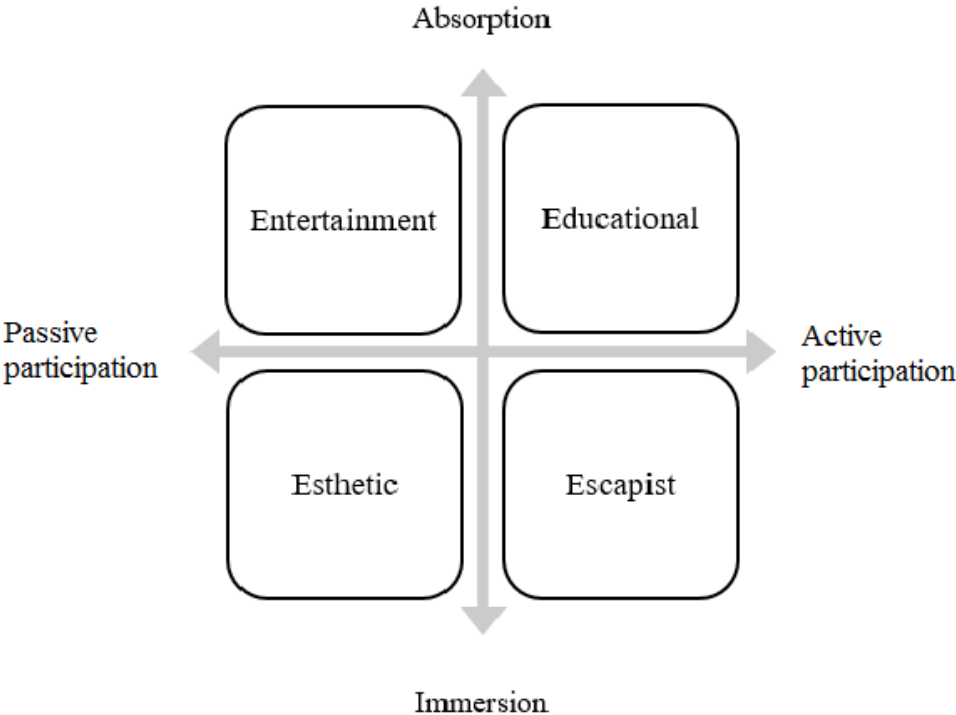 Absorption
Entertainment
Educational
Passive
participation
Active
participation
Esthetic
Escapist
Immersion